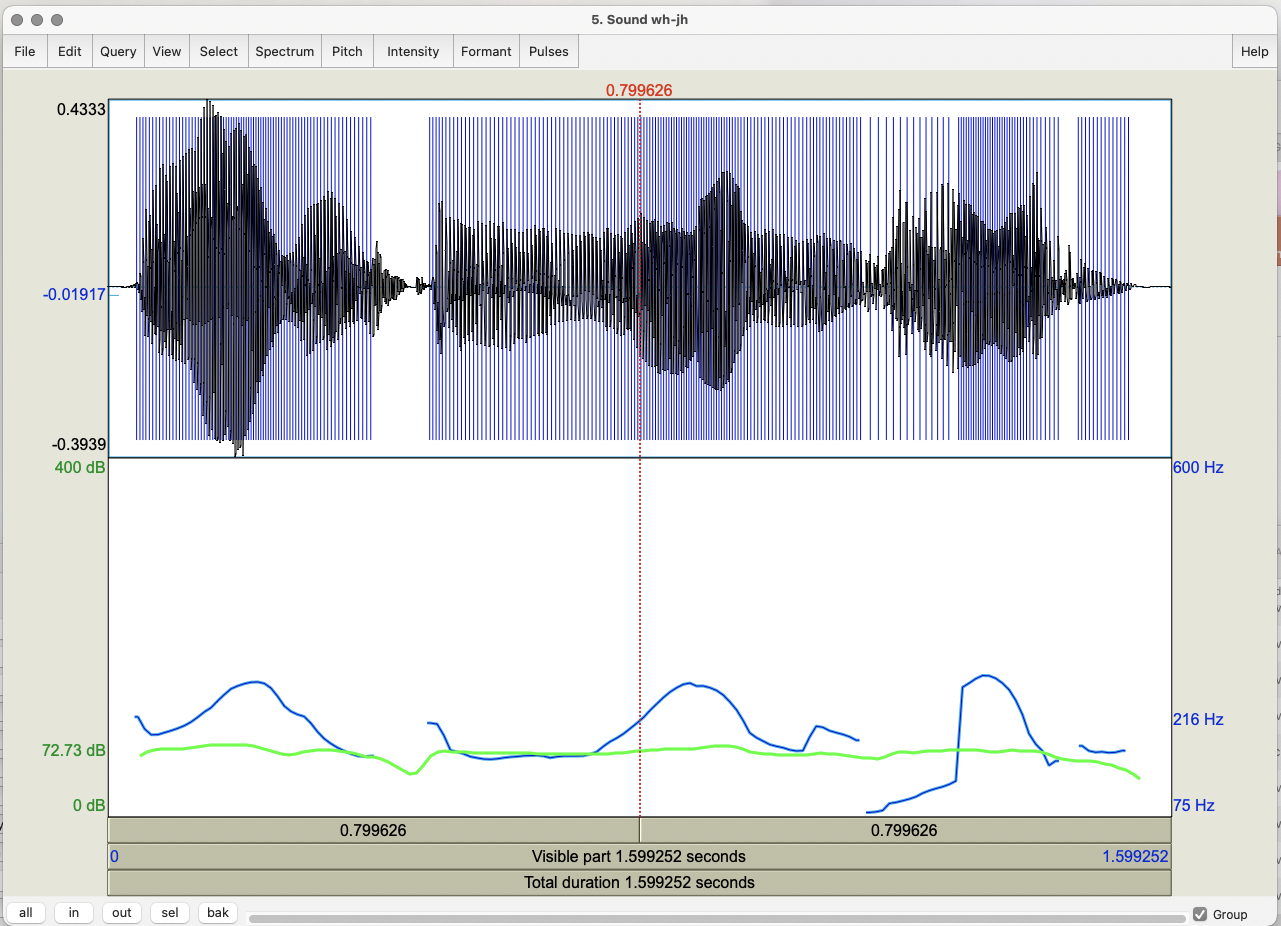 5. Sound wh-jh
File Edit Query View Select Spectrum Pitch Intensity Formant Pulses Help
0.799626
0.4333
-0.01917
-0.3939
400 dB 600 Hz
216 Hz
72.73 dB
0 dB 75 Hz
0.799626 0.799626
0 Visible part 1.599252 seconds 1.599252
Total duration 1.599252 seconds
all in out sel bak Group